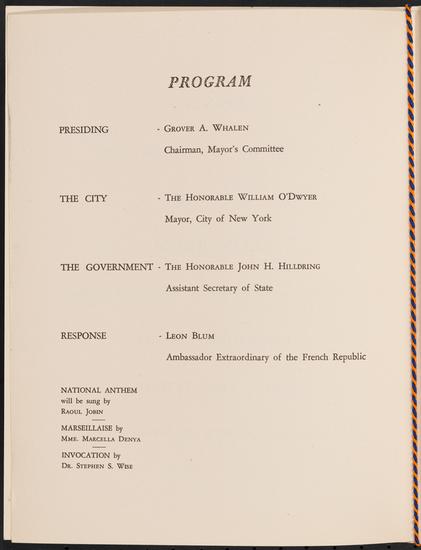 PROGRAM
PRESIDING - GROVER A. WHALEN
Chairman, Mayor's Committee
THE CITY - THE HONORABLE WILLIAM O'DWYER
Mayor, City of New York
THE GOVERNMENT - THE HONORABLE JOHN H. HILLDRING
Assistant Secretary of State
RESPONSE - LEON BLUM
Ambassador Extraordinary of the French Republic
NATIONAL ANTHEM
will be sung by
RAOUL JOBIN
MARSEILLAISE by
MME. MARCELLA DENYA
INVOCATION by
DR. STEPHEN S. WISE